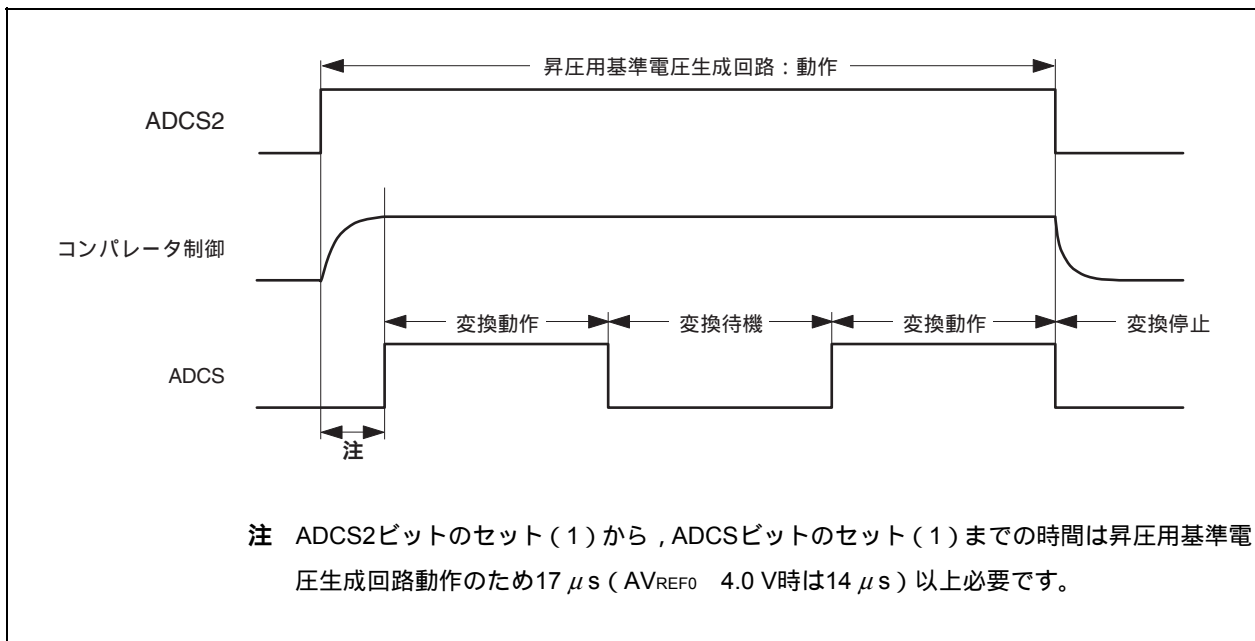 昇圧用基準電圧生成回路：動作
ADCS2
コンパレータ制御
変換動作 変換待機 変換動作 変換停止
ADCS
注
注 ADCS2ビットのセット（1）から，ADCSビットのセット（1）までの時間は昇圧用基準電
圧生成回路動作のため17 μs（AVREF0 4.0 V時は14 μs）以上必要です。